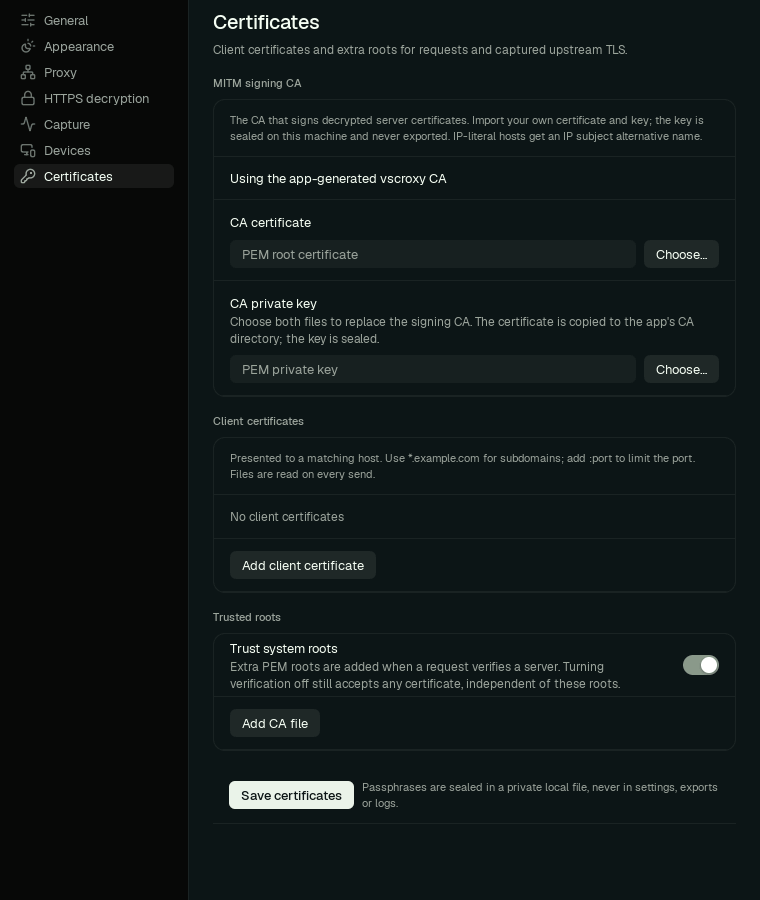 General
Appearance
Proxy
HTTPS decryption
Capture
Devices
Certificates
Certificates
Client certificates and extra roots for requests and captured upstream TLS.
MITM signing CA
The CA that signs decrypted server certificates. Import your own certificate and key; the key is
sealed on this machine and never exported. IP-literal hosts get an IP subject alternative name.
Using the app-generated vscroxy CA
CA certificate
PEM root certificate
Choose...
CA private key
Choose both files to replace the signing CA. The certificate is copied to the app's CA
directory; the key is sealed.
PEM private key
Choose...
Client certificates
Presented to a matching host. Use *.example.com for subdomains; add :port to limit the port.
Files are read on every send.
No client certificates
Add client certificate
Trusted roots
Trust system roots
Extra PEM roots are added when a request verifies a server. Turning
verification off still accepts any certificate, independent of these roots.
Add CA file
Save certificates
Passphrases are sealed in a private local file, never in settings, exports
or logs.